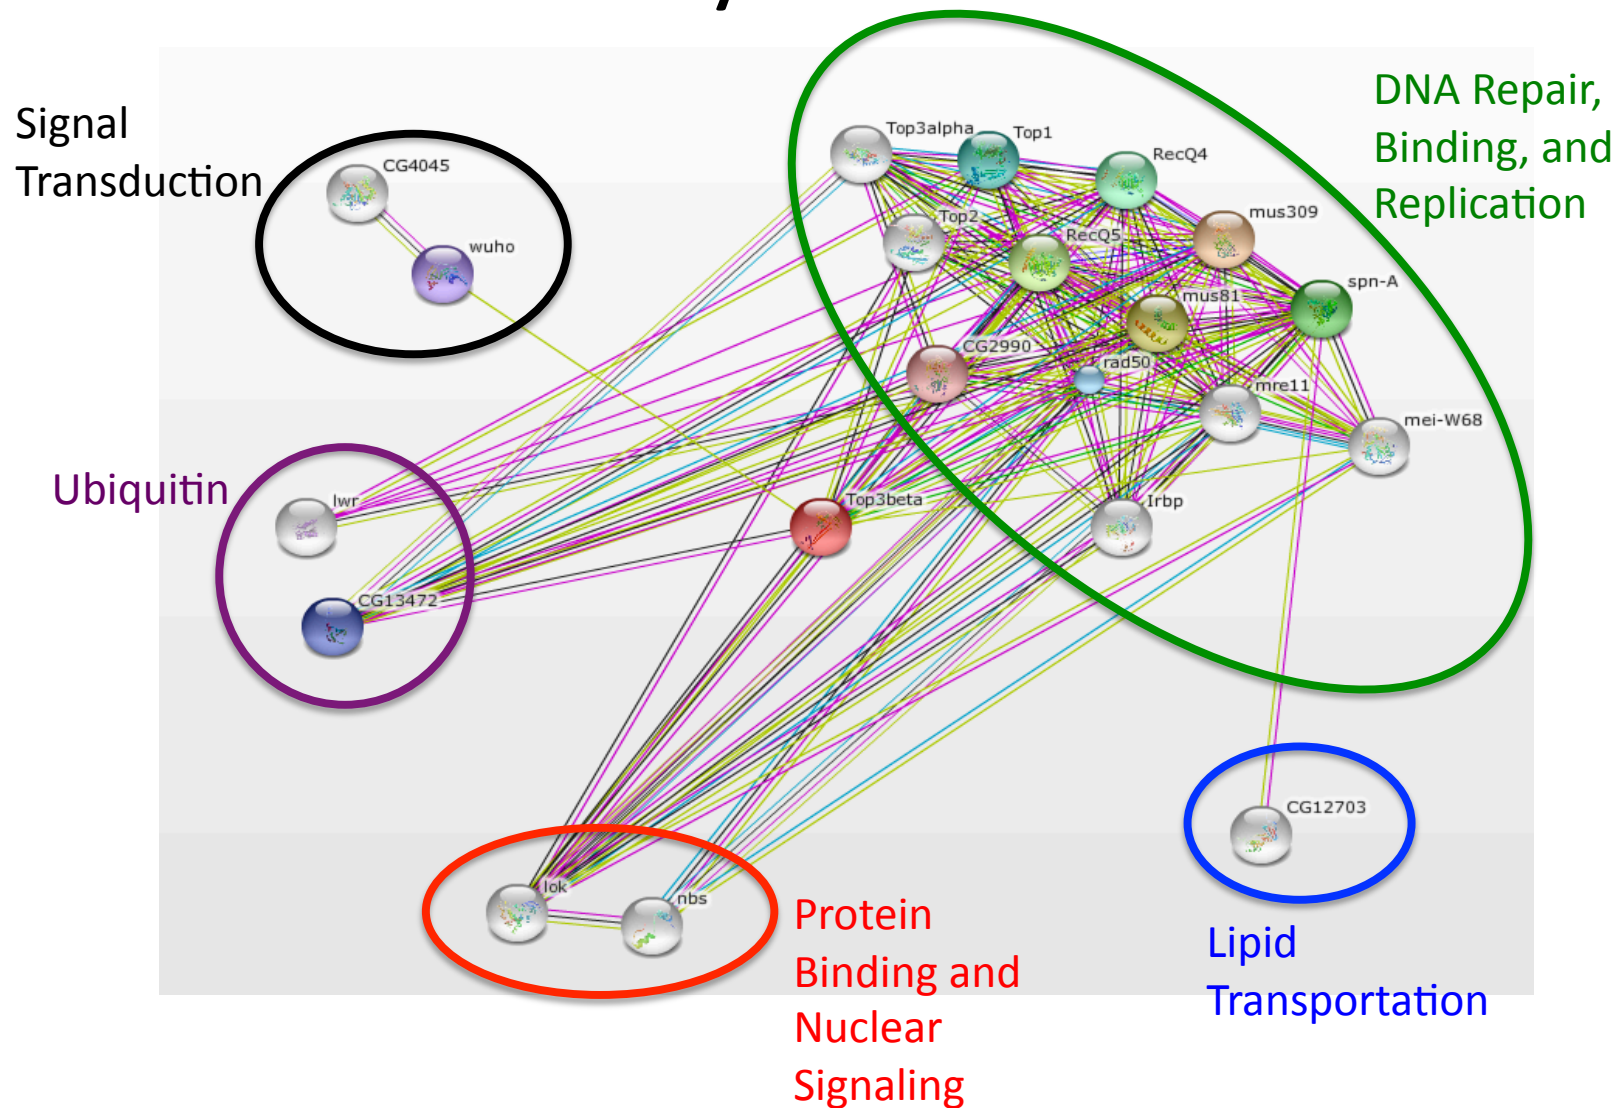 Signal
Transduction
CG4045
wuho
Top3alpha
Top1
RecQ4
Top2
RecQ5
mus309
spn-A
mus81
CG2990
rad50
mre11
mei-W68
DNA Repair,
Binding, and
Replication
Ubiquitin
lwr
CG13472
Top3beta
Irbp
CG12703
lok
nbs
Protein
Binding and
Nuclear
Signaling
Lipid
Transportation